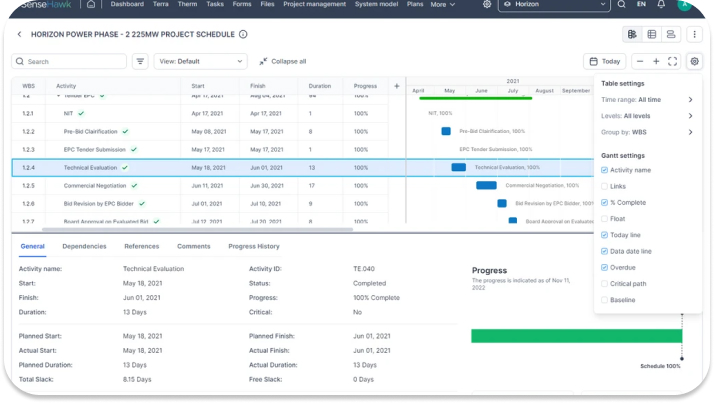 SenseHawk Dashboard Terra Therm Tasks Forms Files Project management System model Plans More Horizon EN A
HORIZON POWER PHASE - 2 225MW PROJECT SCHEDULE
Search View: Default Collapse all Today
WBS Activity Start Finish Duration Progress + 2021
April May June July August September
1.2 Tender EPC Apr 17, 2021 Aug 04, 2021 94 100%
1.2.1 NIT Apr 17, 2021 Apr 17, 2021 1 100% NIT, 100%
1.2.2 Pre-Bid Clairification May 08, 2021 May 17, 2021 8 100% Pre-Bid Clairification, 100%
1.2.3 EPC Tender Submission May 17, 2021 May 17, 2021 1 100% EPC Tender Submission, 100%
1.2.4 Technical Evaluation May 18, 2021 Jun 01, 2021 13 100% Technical Evaluation, 100%
1.2.5 Commercial Negotiation Jun 11, 2021 Jun 30, 2021 17 100% Commercial Negotiation, 100%
1.2.6 Bid Revision by EPC Bidder Jul 01, 2021 Jul 10, 2021 9 100% Bid Revision by EPC Bidder, 100%
1.2.7 Board Approval on Evaluated Bid Jul 12, 2021 Jul 20, 2021 8 100% Board Approval on Evaluated
Table settings
Time range: All time
Levels: All levels
Group by: WBS
Gantt settings
Activity name
Links
% Complete
Float
Today line
Data date line
Overdue
Critical path
Baseline
General Dependencies References Comments Progress History
Activity name: Technical Evaluation Activity ID: TE.040
Start: May 18, 2021 Status: Completed
Finish: Jun 01, 2021 Progress: 100% Complete
Duration: 13 Days Critical: No
Planned Start: May 18, 2021 Planned Finish: Jun 01, 2021
Actual Start: May 18, 2021 Actual Finish: Jun 01, 2021
Planned Duration: 13 Days Actual Duration: 13 Days
Total Slack: 8.15 Days Free Slack: 0 Days
Progress
The progress is indicated as of Nov 11,
2022
Schedule 100%